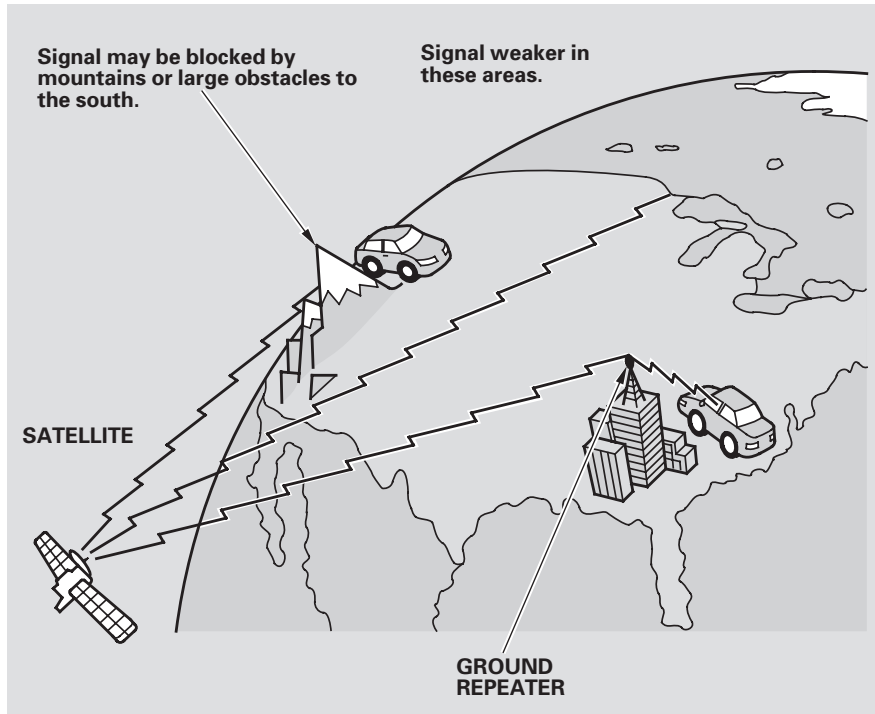 Signal may be blocked by
mountains or large obstacles to
the south.
Signal weaker in
these areas.
SATELLITE
GROUND
REPEATER